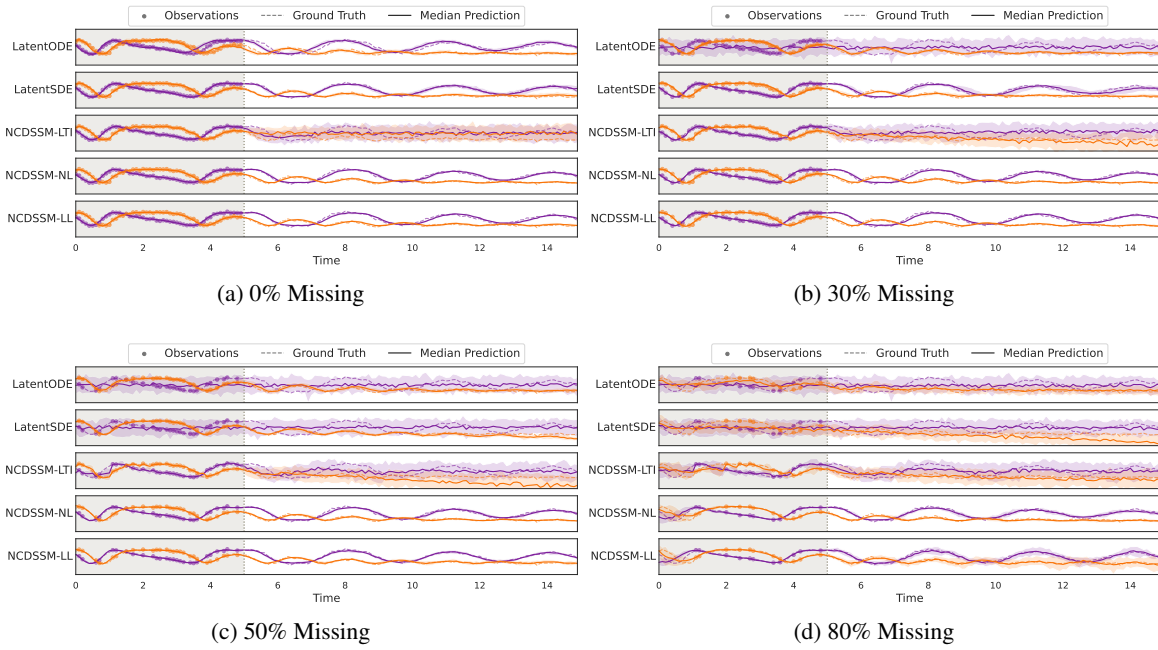 Observations Ground Truth Median Prediction
LatentODE
LatentSDE
NCDSSM-LTI
NCDSSM-NL
NCDSSM-LL
0 2 4 6 8 10 12 14
Time
(a) 0% Missing
Observations Ground Truth Median Prediction
LatentODE
LatentSDE
NCDSSM-LTI
NCDSSM-NL
NCDSSM-LL
0 2 4 6 8 10 12 14
Time
(b) 30% Missing
Observations Ground Truth Median Prediction
LatentODE
LatentSDE
NCDSSM-LTI
NCDSSM-NL
NCDSSM-LL
0 2 4 6 8 10 12 14
Time
(c) 50% Missing
Observations Ground Truth Median Prediction
LatentODE
LatentSDE
NCDSSM-LTI
NCDSSM-NL
NCDSSM-LL
0 2 4 6 8 10 12 14
Time
(d) 80% Missing